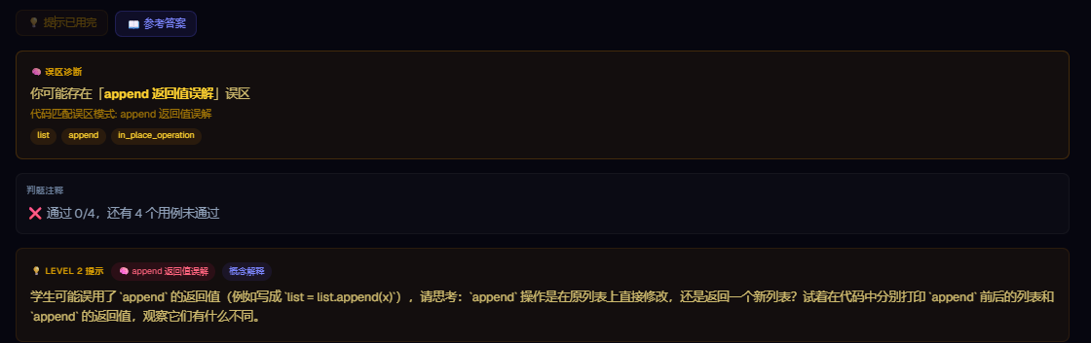 提示已用完
参考答案
误区诊断
你可能存在「append 返回值误解」误区
代码匹配误区模式: append 返回值误解
list append in_place_operation
判题注释
通过 0/4，还有 4 个用例未通过
LEVEL 2 提示 append 返回值误解 概念解释
学生可能误用了 `append` 的返回值（例如写成 `list = list.append(x)`），请思考：`append` 操作是在原列表上直接修改，还是返回一个新列表？试着在代码中分别打印 `append` 前后的列表和
`append` 的返回值，观察它们有什么不同。